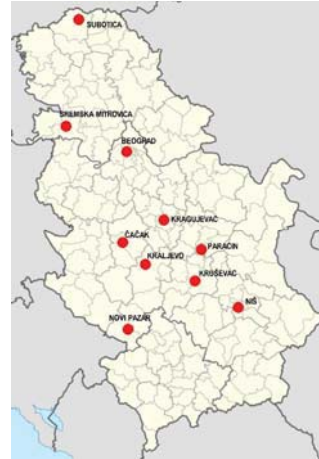 SUBOTICA
SREMSKA MITROVICA
BEOGRAD
KRAGUJEVAC
ČAČAK
PARAĆIN
KRALJEVO
KRUŠEVAC
NIŠ
NOVI PAZAR